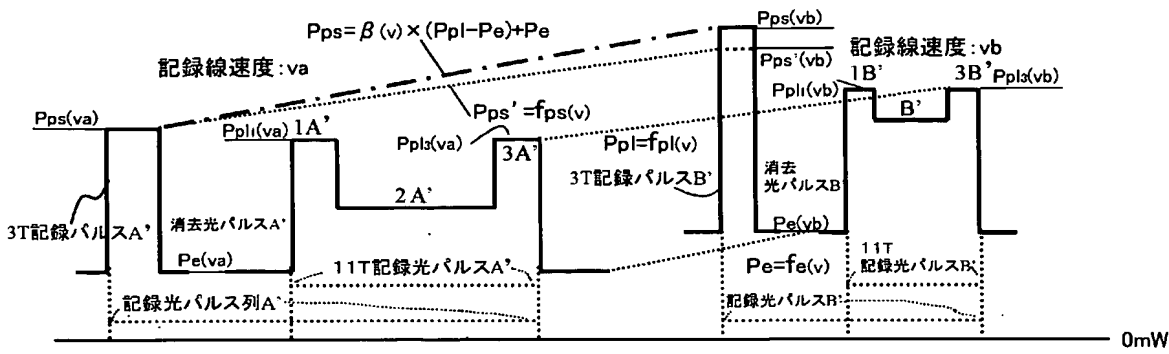 Pps=β(v)×(Ppl-Pe)+Pe
記録線速度:va
Pps(va)
Ppl₁(va)
1A'
Pps'=fps(v)
Ppl₃(va)
3A'
2A'
3T記録パルスA'
消去光パルスA'
Pe(va)
11T記録光パルスA'
記録光パルス列A'
Pps(vb)
記録線速度:vb
Pps'(vb)
1B'
3B'
Ppl₁(vb)
Ppl₃(vb)
B'
Ppl=fpl(v)
3T記録パルスB'
消去
光パルスB'
Pe(vb)
Pe=fe(v)
11T
記録光パルスB'
記録光パルスB'
0mW